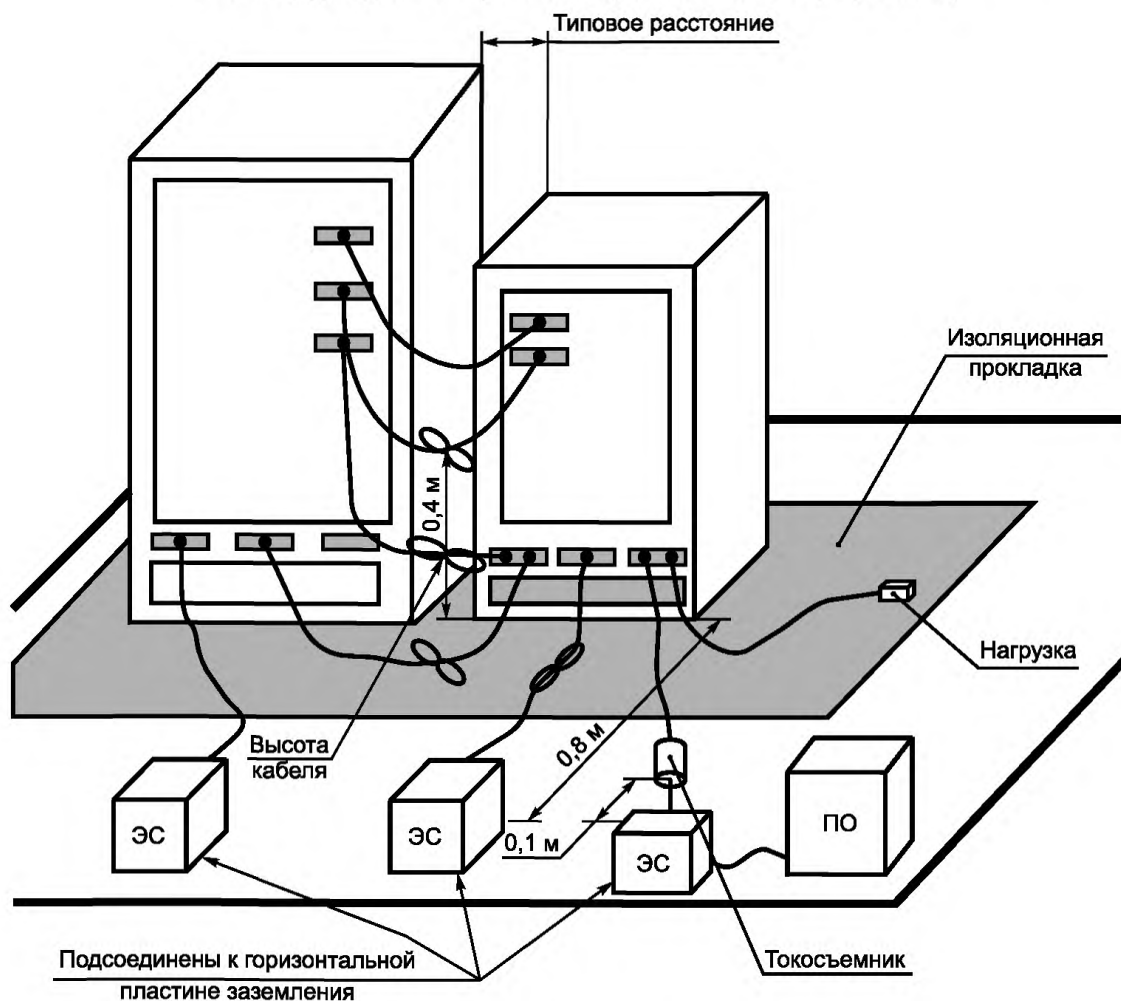 Типовое расстояние
Изоляционная
прокладка
0,4 м
Нагрузка
Высота
кабеля
0,8 м
0,1 м
ЭС
ЭС
ЭС
ПО
Подсоединены к горизонтальной
пластине заземления
Токосъемник